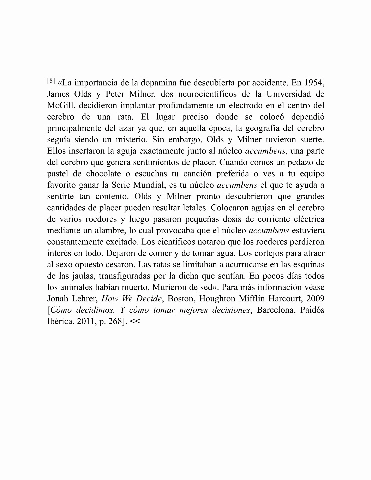 [6] «La importancia de la dopamina fue descubierta por accidente. En 1954,
James Olds y Peter Milner, dos neurocientíficos de la Universidad de
McGill, decidieron implantar profundamente un electrodo en el centro del
cerebro de una rata. El lugar preciso donde se colocó dependió
principalmente del azar ya que, en aquella época, la geografía del cerebro
seguía siendo un misterio. Sin embargo, Olds y Milner tuvieron suerte.
Ellos insertaron la aguja exactamente junto al núcleo accumbens, una parte
del cerebro que genera sentimientos de placer. Cuando comes un pedazo de
pastel de chocolate o escuchas tu canción preferida o ves a tu equipo
favorito ganar la Serie Mundial, es tu núcleo accumbens el que te ayuda a
sentirte tan contento. Olds y Milner pronto descubrieron que grandes
cantidades de placer pueden resultar letales. Colocaron agujas en el cerebro
de varios roedores y luego pasaron pequeñas dosis de corriente eléctrica
mediante un alambre, lo cual provocaba que el núcleo accumbens estuviera
constantemente excitado. Los científicos notaron que los roedores perdieron
interés en todo. Dejaron de comer y de tomar agua. Los cortejos para atraer
al sexo opuesto cesaron. Las ratas se limitaban a acurrucarse en las esquinas
de las jaulas, transfiguradas por la dicha que sentían. En pocos días todos
los animales habían muerto. Murieron de sed». Para más información véase
Jonah Lehrer, How We Decide, Boston, Houghton Mifflin Harcourt, 2009
[Cómo decidimos. Y cómo tomar mejores decisiones, Barcelona, Paidós
Ibérica, 2011, p. 268]. <<